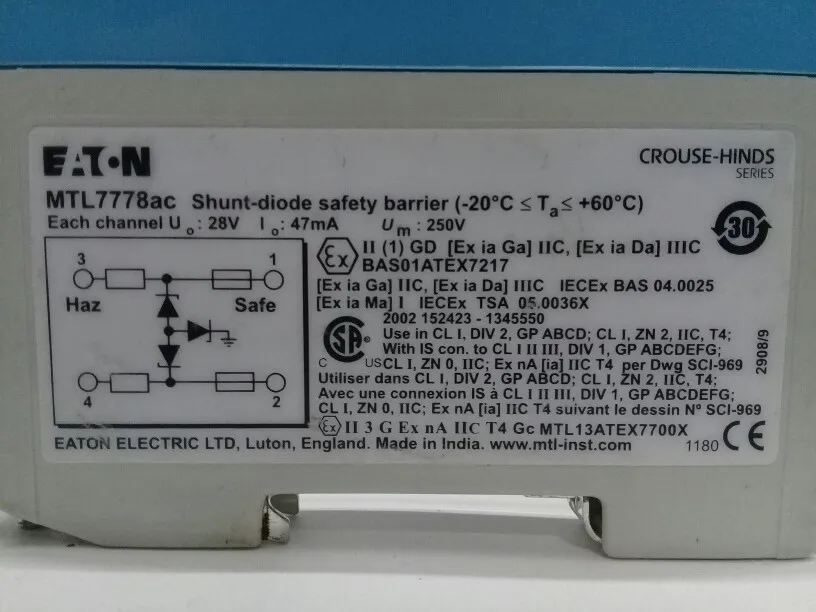 EATON
CROUSE-HINDS
SERIES
MTL7778ac Shunt-diode safety barrier (-20°C ≤ Ta ≤ +60°C)
Each channel Uo: 28V Io: 47mA Um: 250V
30
3
1
Haz
Safe
4
2
Ex II (1) GD [Ex ia Ga] IIC, [Ex ia Da] IIIC
BAS01ATEX7217
[Ex ia Ga] IIC, [Ex ia Da] IIIC IECEx BAS 04.0025
[Ex ia Ma] I IECEx TSA 05.0036X
2002 152423 - 1345550
SA
C US
Use in CL I, DIV 2, GP ABCD; CL I, ZN 2, IIC, T4;
With IS con. to CL I II III, DIV 1, GP ABCDEFG;
CL I, ZN 0, IIC; Ex nA [ia] IIC T4 per Dwg SCI-969
Utiliser dans CL I, DIV 2, GP ABCD; CL I, ZN 2, IIC, T4;
Avec une connexion IS à CL I II III, DIV 1, GP ABCDEFG;
CL I, ZN 0, IIC; Ex nA [ia] IIC T4 suivant le dessin Nº SCI-969
Ex II 3 G Ex nA IIC T4 Gc MTL13ATEX7700X
2908/9
EATON ELECTRIC LTD, Luton, England. Made in India. www.mtl-inst.com
1180 CE